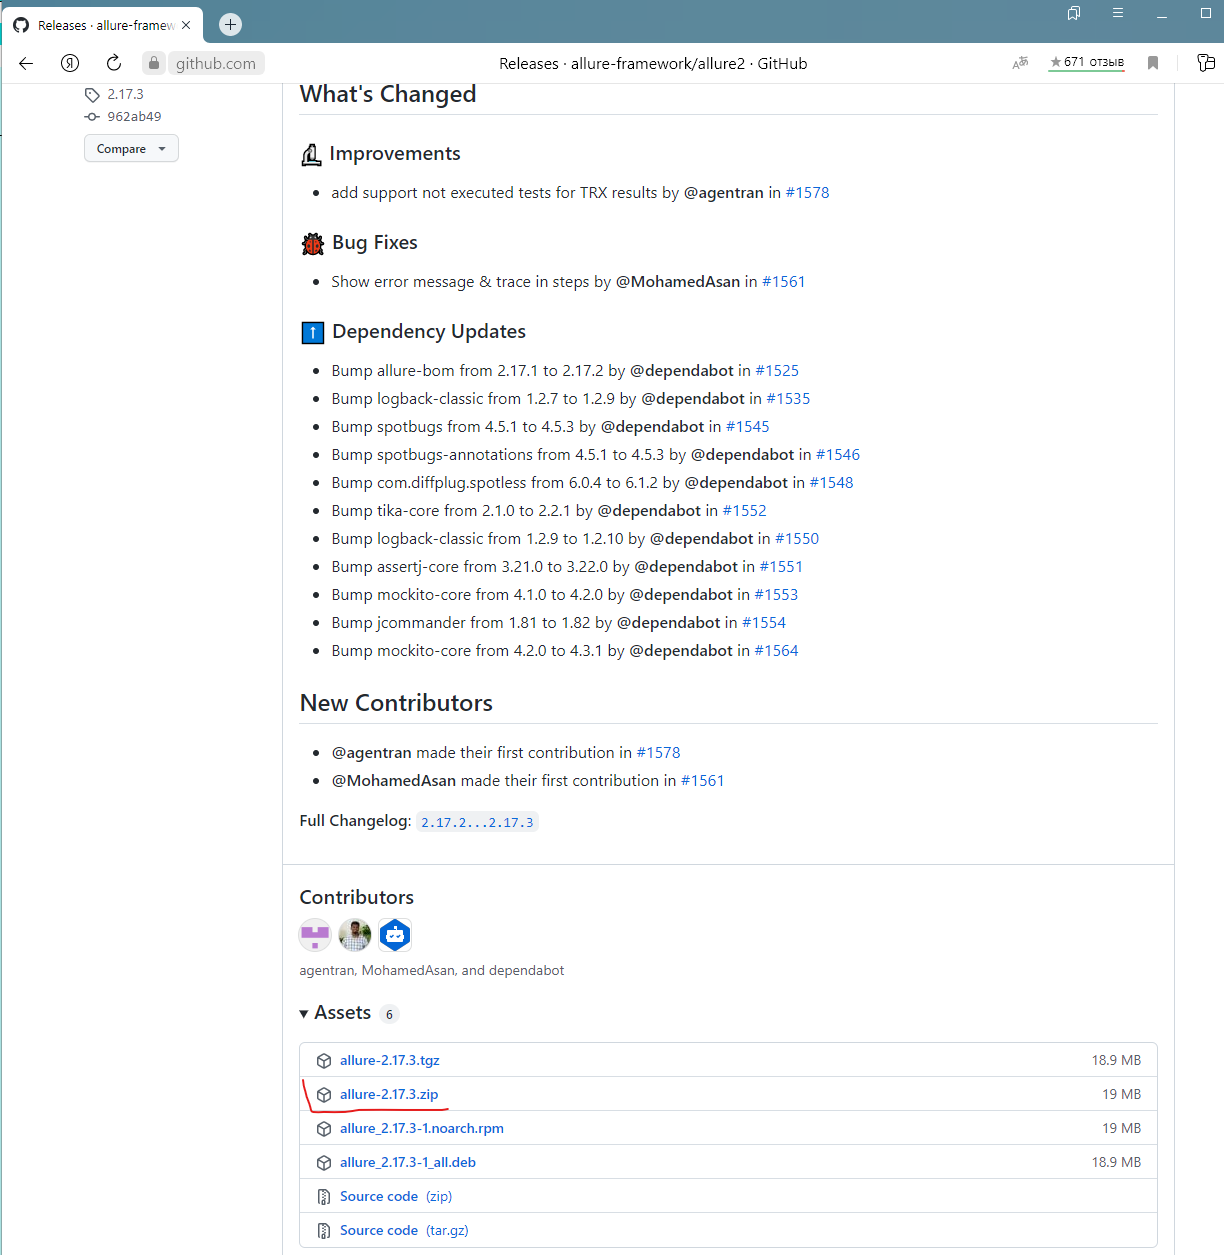 Releases · allure-framew
github.com
Releases · allure-framework/allure2 · GitHub
671 отзыв
2.17.3
962ab49
Compare
What's Changed
Improvements
add support not executed tests for TRX results by @agentran in #1578
Bug Fixes
Show error message & trace in steps by @MohamedAsan in #1561
Dependency Updates
Bump allure-bom from 2.17.1 to 2.17.2 by @dependabot in #1525
Bump logback-classic from 1.2.7 to 1.2.9 by @dependabot in #1535
Bump spotbugs from 4.5.1 to 4.5.3 by @dependabot in #1545
Bump spotbugs-annotations from 4.5.1 to 4.5.3 by @dependabot in #1546
Bump com.diffplug.spotless from 6.0.4 to 6.1.2 by @dependabot in #1548
Bump tika-core from 2.1.0 to 2.2.1 by @dependabot in #1552
Bump logback-classic from 1.2.9 to 1.2.10 by @dependabot in #1550
Bump assertj-core from 3.21.0 to 3.22.0 by @dependabot in #1551
Bump mockito-core from 4.1.0 to 4.2.0 by @dependabot in #1553
Bump jcommander from 1.81 to 1.82 by @dependabot in #1554
Bump mockito-core from 4.2.0 to 4.3.1 by @dependabot in #1564
New Contributors
@agentran made their first contribution in #1578
@MohamedAsan made their first contribution in #1561
Full Changelog: 2.17.2...2.17.3
Contributors
agentran, MohamedAsan, and dependabot
Assets 6
allure-2.17.3.tgz 18.9 MB
allure-2.17.3.zip 19 MB
allure_2.17.3-1.noarch.rpm 19 MB
allure_2.17.3-1_all.deb 18.9 MB
Source code (zip)
Source code (tar.gz)